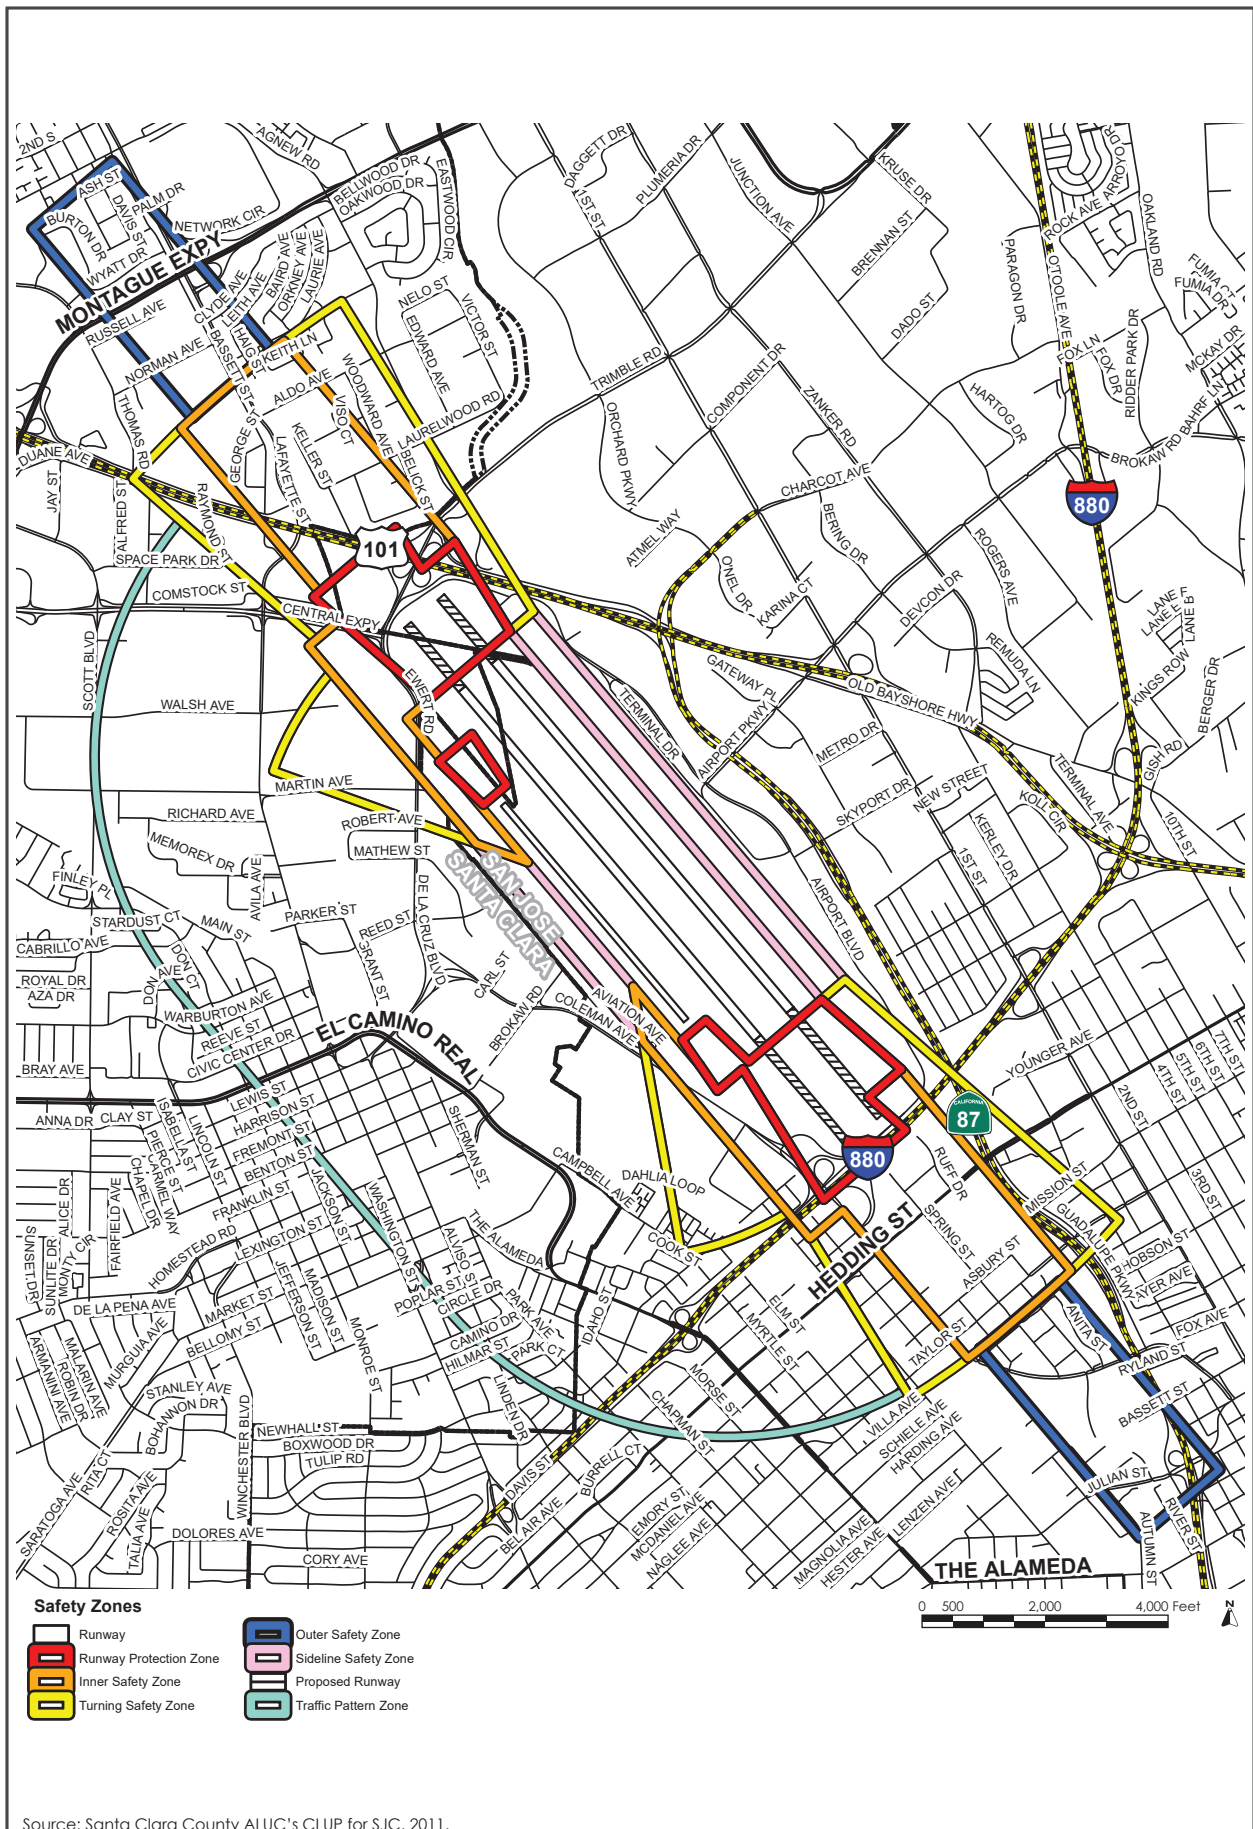 2ND S
AGNEW RD
ASH ST
DAVIS ST
PALM DR
BURTON DR
WYATT DR
NETWORK CIR
BELLWOOD DR
OAKWOOD DR
EASTWOOD CIR
MONTAGUE EXPY
RUSSELL AVE
NORMAN AVE
CLYDE AVE
LEITH AVE
BAIRD AVE
ORKNEY AVE
LAURIE AVE
HAIG ST
BASSETT ST
KEITH LN
ALDO AVE
NELO ST
VICTOR ST
EDWARD AVE
WOODWARD AVE
VISO CT
LAURELWOOD RD
BELICK ST
THOMAS RD
GEORGE ST
KELLER ST
LAFAYETTE ST
DUANE AVE
JAY ST
ALFRED ST
RAYMOND ST
SPACE PARK DR
COMSTOCK ST
CENTRAL EXPY
101
DAGGETT DR
1ST ST
PLUMERIA DR
JUNCTION AVE
KRUSE DR
BRENNAN ST
DADO ST
TRIMBLE RD
COMPONENT DR
ZANKER RD
ORCHARD PKWY
CHARCOT AVE
ATMEL WAY
ONEL DR
BERING DR
KARINA CT
DEVCON DR
ROGERS AVE
REMUDA LN
HARTOG DR
PARAGON DR
ROCK AVE
ARROYO DR
OAKLAND RD
OTOOLE AVE
FOX LN
FOX DR
RIDDER PARK DR
FUMIA CT
FUMIA DR
MCKAY DR
BROKAW RD
BAHRF LN
880
LANE F
LANE E
LANE B
KINGS ROW
BERGER DR
GISH RD
10TH ST
TERMINAL AVE
KOLL CIR
OLD BAYSHORE HWY
GATEWAY PL
AIRPORT PKWY
METRO DR
SKYPORT DR
NEW STREET
KERLEY DR
1ST ST
TERMINAL DR
AIRPORT BLVD
SCOTT BLVD
WALSH AVE
EWERT RD
MARTIN AVE
RICHARD AVE
ROBERT AVE
MEMOREX DR
MATHEW ST
AVILA AVE
FINLEY PL
PARKER ST
REED ST
GRANT ST
DE LA CRUZ BLVD
SAN JOSE
SANTA CLARA
CARL ST
BROKAW RD
COLEMAN AVE
AVIATION AVE
STARDUST CT
MAIN ST
CABRILLO AVE
ROYAL DR
AZA DR
DON AVE
DON CT
WARBURTON AVE
REEVE ST
CIVIC CENTER DR
EL CAMINO REAL
BRAY AVE
ANNA DR
CLAY ST
LEWIS ST
HARRISON ST
FREMONT ST
BENTON ST
FRANKLIN ST
ISABELLA ST
LINCOLN ST
PIERCE ST
CARMEL WAY
CHAPEL DR
FAIRFIELD AVE
ALICE DR
MONTY CIR
SUNLITE DR
SUNSET DR
HOMESTEAD RD
LEXINGTON ST
JACKSON ST
WASHINGTON ST
SHERMAN ST
CAMPBELL AVE
DAHLIA LOOP
COOK ST
THE ALAMEDA
ALVISO ST
POPLAR ST
CIRCLE DR
PARK AVE
CAMINO DR
HILMAR ST
PARK CT
IDAHO ST
LINDEN DR
DE LA PENA AVE
MARKET ST
BELLOMY ST
JEFFERSON ST
MADISON ST
MONROE ST
MURGUIA AVE
MALARIN AVE
ROBIN DR
ARMANINI AVE
STANLEY AVE
BOHANNON DR
WINCHESTER BLVD
NEWHALL ST
BOXWOOD DR
TULIP RD
RITA CT
SARATOGA AVE
ROSITA AVE
TALIA AVE
DOLORES AVE
CORY AVE
DAVIS ST
BEL AIR AVE
BURRELL CT
CHAPMAN ST
MORSE ST
EMORY ST
MCDANIEL AVE
NAGLEE AVE
MAGNOLIA AVE
HESTER AVE
LENZEN AVE
HARDING AVE
SCHIELE AVE
VILLA AVE
TAYLOR ST
ELM ST
MYRTLE ST
HEDDING ST
880
CALIFORNIA
87
YOUNGER AVE
7TH ST
6TH ST
5TH ST
4TH ST
2ND ST
3RD ST
RUFF DR
SPRING ST
ASBURY ST
MISSION ST
GUADALUPE PKWY
HOBSON ST
AYER AVE
FOX AVE
ANITA ST
RYLAND ST
BASSETT ST
JULIAN ST
AUTUMN ST
RIVER ST
THE ALAMEDA
Safety Zones
Runway
Runway Protection Zone
Inner Safety Zone
Turning Safety Zone
Outer Safety Zone
Sideline Safety Zone
Proposed Runway
Traffic Pattern Zone
0 500 2,000 4,000 Feet
N
Source: Santa Clara County ALUC's CLUP for SJC, 2011.